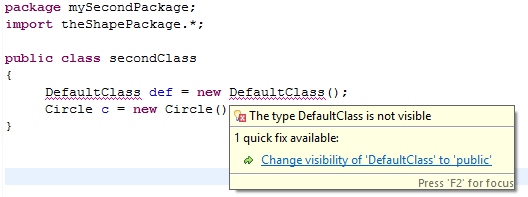 package mySecondPackage;
import theShapePackage.*;
public class secondClass
{
DefaultClass def = new DefaultClass();
Circle c = new Circle()
}
The type DefaultClass is not visible
1 quick fix available:
Change visibility of 'DefaultClass' to 'public'
Press 'F2' for focus